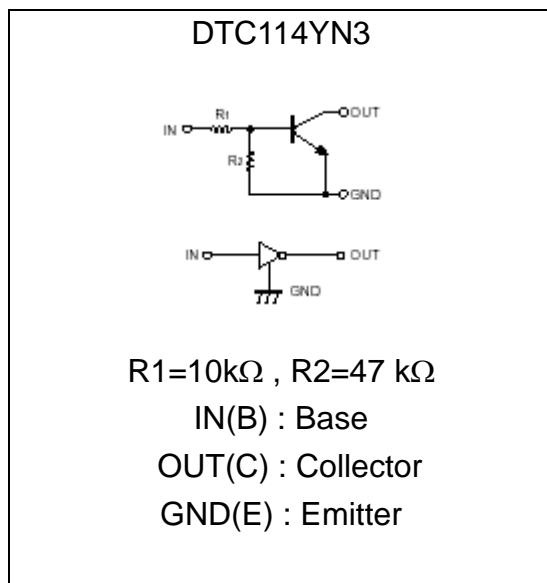 DTC114YN3
R1
OUT
IN
R2
GND
IN
OUT
GND
R1=10kΩ , R2=47 kΩ
IN(B) : Base
OUT(C) : Collector
GND(E) : Emitter